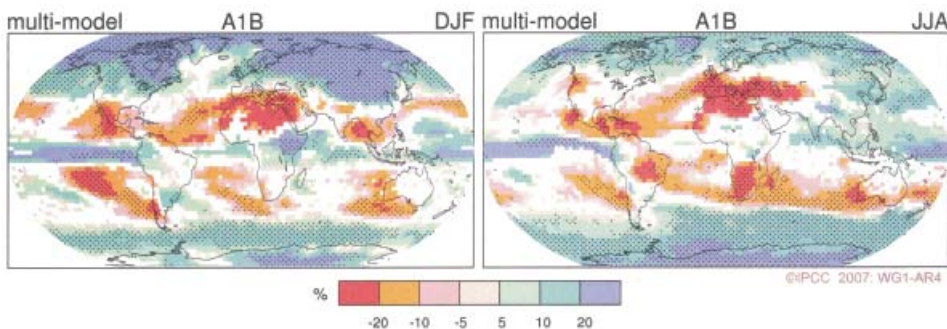 multi-model A1B DJF
multi-model A1B JJA
©IPCC 2007: WG1-AR4
%
-20 -10 -5 5 10 20